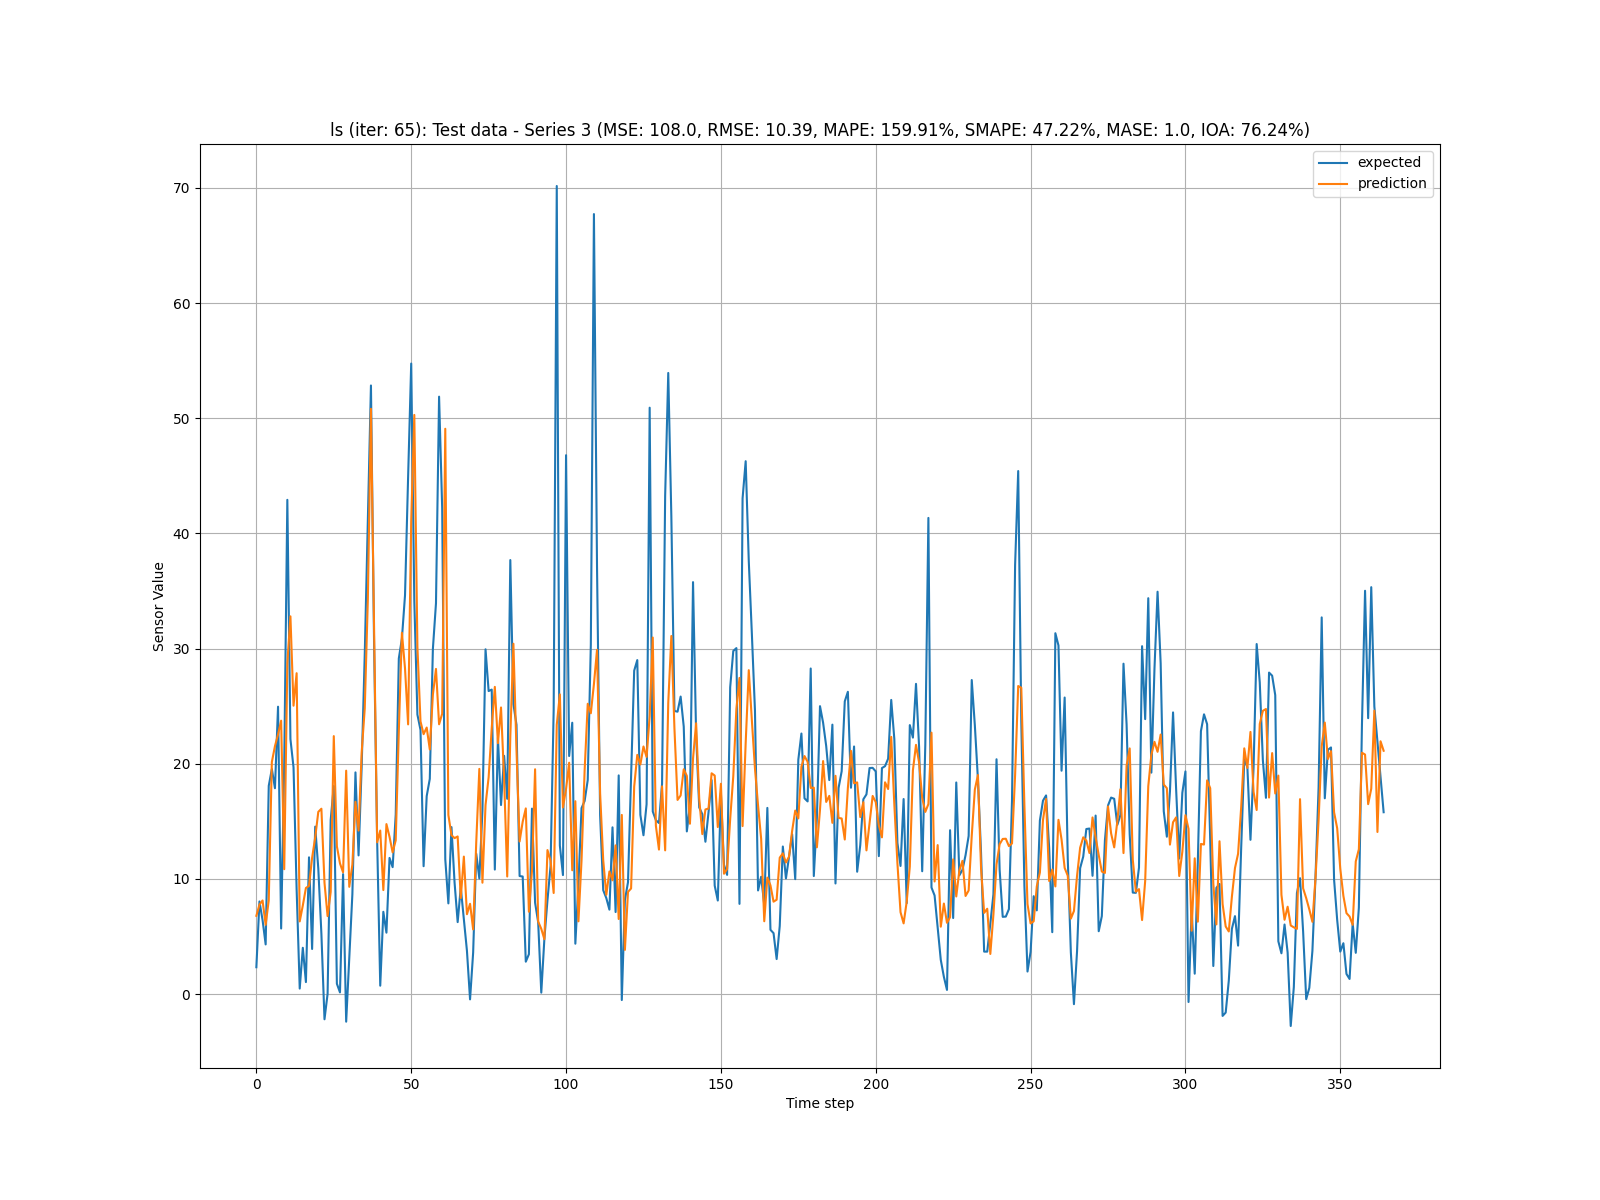 ls (iter: 65): Test data - Series 3 (MSE: 108.0, RMSE: 10.39, MAPE: 159.91%, SMAPE: 47.22%, MASE: 1.0, IOA: 76.24%)
expected
prediction
70
60
50
40
30
20
10
0
Sensor Value
0 50 100 150 200 250 300 350
Time step